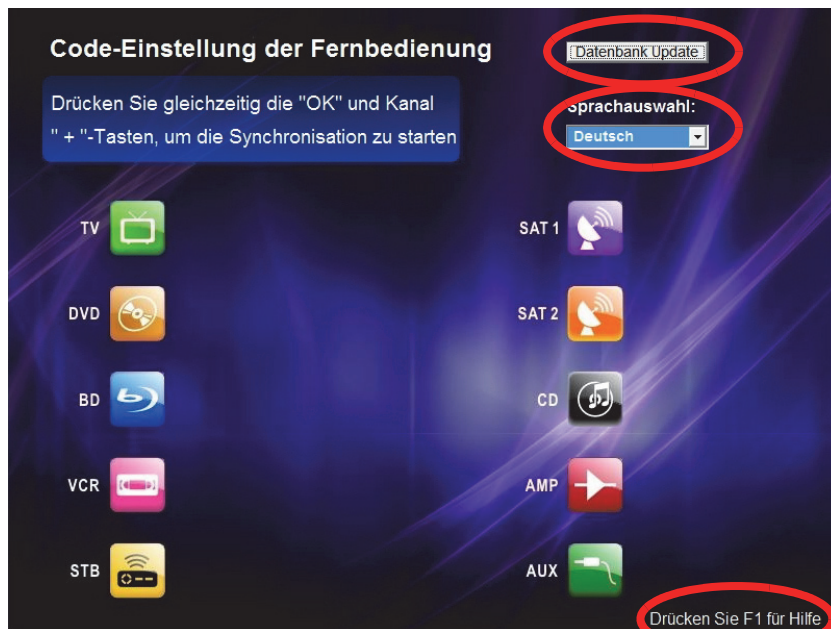 Code-Einstellung der Fernbedienung
Datenbank Update
Drücken Sie gleichzeitig die "OK" und Kanal
" + "-Tasten, um die Synchronisation zu starten
Sprachauswahl:
Deutsch
TV
SAT 1
DVD
SAT 2
BD
CD
VCR
AMP
STB
AUX
Drücken Sie F1 für Hilfe